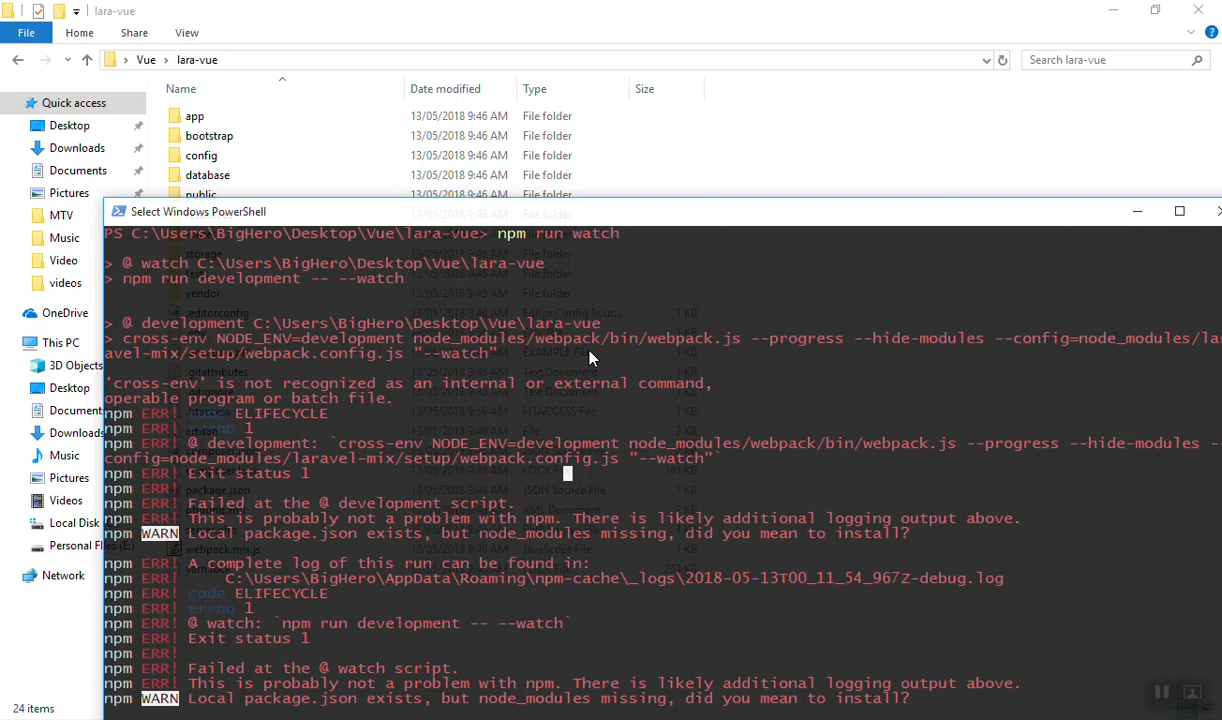 lara-vue
File Home Share View
Vue lara-vue Search lara-vue
Name Date modified Type Size
Quick access
Desktop
Downloads
Documents
Pictures
MTV
Music
Video
videos
OneDrive
This PC
3D Objects
Desktop
Document
Downloads
Music
Pictures
Videos
Local Disk
Personal Fi (E:)
Network
24 items
app 13/05/2018 9:46 AM File folder
bootstrap 13/05/2018 9:46 AM File folder
config 13/05/2018 9:46 AM File folder
database 13/05/2018 9:46 AM File folder
public 13/05/2018 9:46 AM File folder
Select Windows PowerShell
PS C:\Users\BigHero\Desktop\Vue\lara-vue> npm run watch
> @ watch C:\Users\BigHero\Desktop\Vue\lara-vue
> npm run development -- --watch
> @ development C:\Users\BigHero\Desktop\Vue\lara-vue
> cross-env NODE_ENV=development node_modules/webpack/bin/webpack.js --progress --hide-modules --config=node_modules/lar
avel-mix/setup/webpack.config.js "--watch"
'cross-env' is not recognized as an internal or external command,
operable program or batch file.
npm ERR! code ELIFECYCLE
npm ERR! errno 1
npm ERR! @ development: `cross-env NODE_ENV=development node_modules/webpack/bin/webpack.js --progress --hide-modules --
config=node_modules/laravel-mix/setup/webpack.config.js "--watch"`
npm ERR! Exit status 1
npm ERR!
npm ERR! Failed at the @ development script.
npm ERR! This is probably not a problem with npm. There is likely additional logging output above.
npm WARN Local package.json exists, but node_modules missing, did you mean to install?
npm ERR! A complete log of this run can be found in:
npm ERR! C:\Users\BigHero\AppData\Roaming\npm-cache\_logs\2018-05-13T00_11_54_967Z-debug.log
npm ERR! code ELIFECYCLE
npm ERR! errno 1
npm ERR! @ watch: `npm run development -- --watch`
npm ERR! Exit status 1
npm ERR!
npm ERR! Failed at the @ watch script.
npm ERR! This is probably not a problem with npm. There is likely additional logging output above.
npm WARN Local package.json exists, but node_modules missing, did you mean to install?